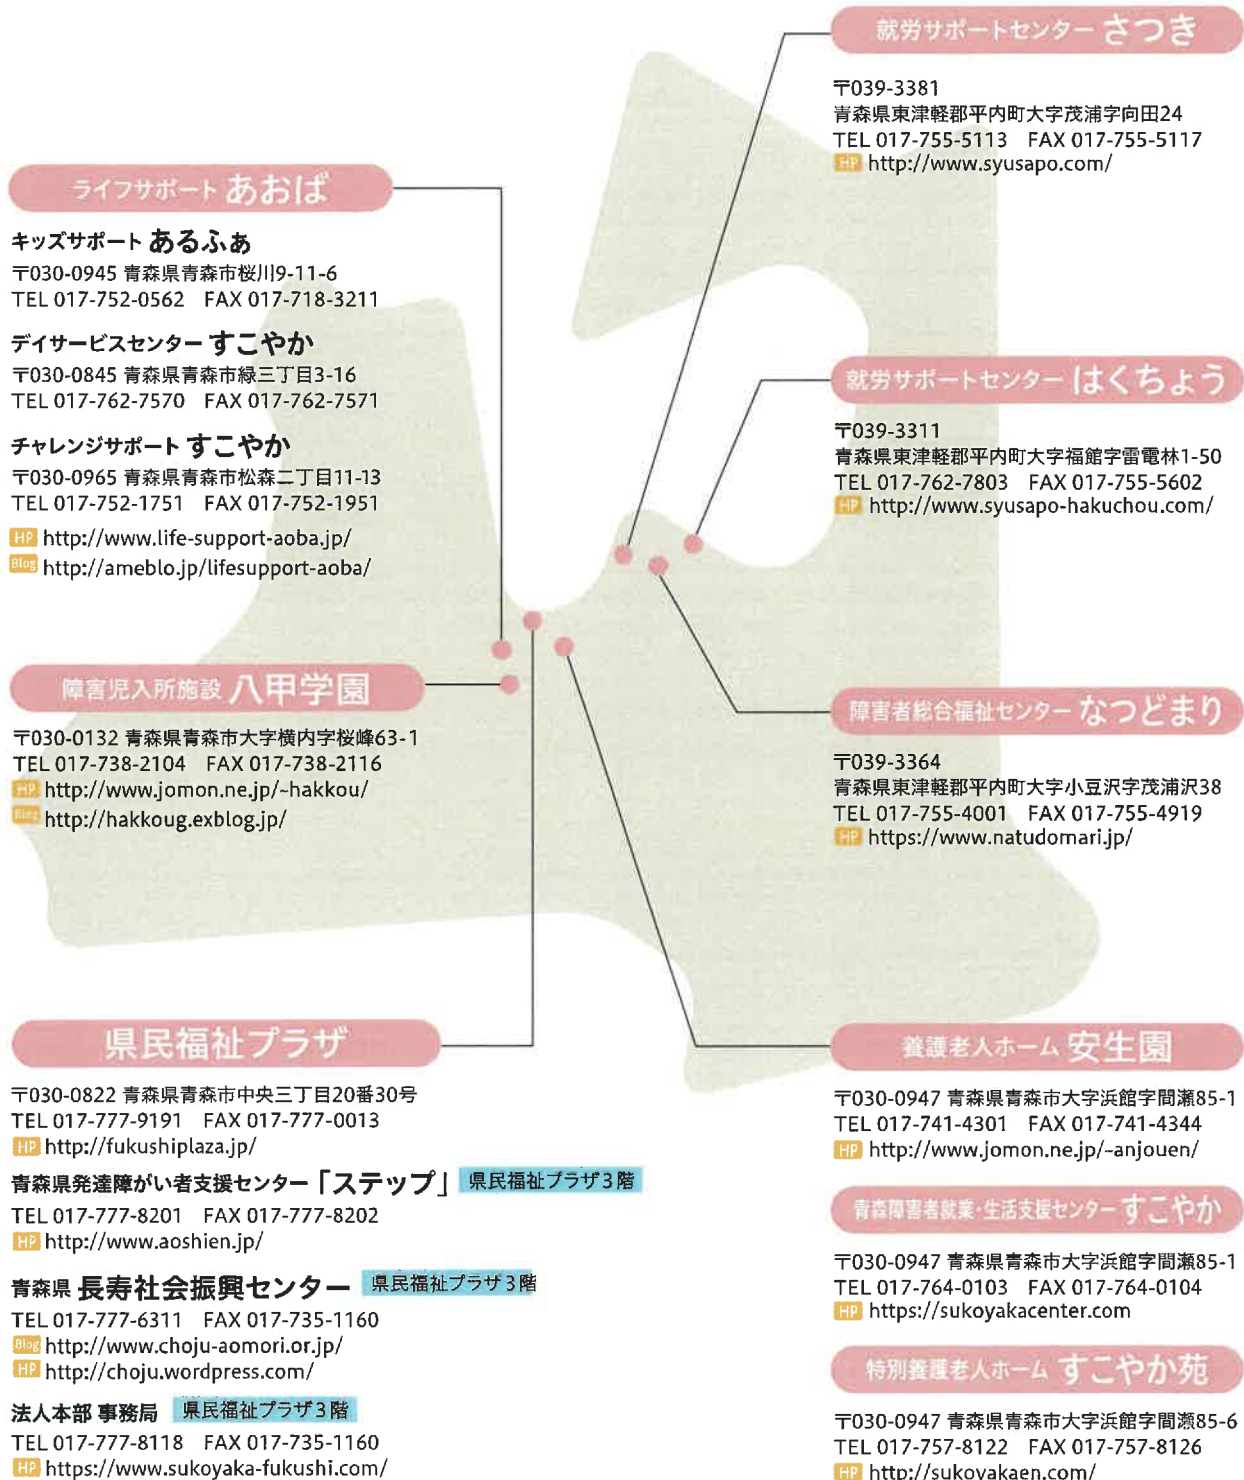 就労サポートセンター さつき
〒039-3381
青森県東津軽郡平内町大字茂浦字向田24
TEL 017-755-5113 FAX 017-755-5117
HP http://www.syusapo.com/
ライフサポート あおば
キッズサポート あるふぁ
〒030-0945 青森県青森市桜川9-11-6
TEL 017-752-0562 FAX 017-718-3211
デイサービスセンター すこやか
〒030-0845 青森県青森市緑三丁目3-16
TEL 017-762-7570 FAX 017-762-7571
チャレンジサポート すこやか
〒030-0965 青森県青森市松森二丁目11-13
TEL 017-752-1751 FAX 017-752-1951
HP http://www.life-support-aoba.jp/
Blog http://ameblo.jp/lifesupport-aoba/
就労サポートセンター はくちょう
〒039-3311
青森県東津軽郡平内町大字福館字雷電林1-50
TEL 017-762-7803 FAX 017-755-5602
HP http://www.syusapo-hakuchou.com/
障害児入所施設 八甲学園
〒030-0132 青森県青森市大字横内字桜峰63-1
TEL 017-738-2104 FAX 017-738-2116
HP http://www.jomon.ne.jp/~hakkou/
Blog http://hakkoug.exblog.jp/
障害者総合福祉センター なつどまり
〒039-3364
青森県東津軽郡平内町大字小豆沢字茂浦沢38
TEL 017-755-4001 FAX 017-755-4919
HP https://www.natudomari.jp/
県民福祉プラザ
〒030-0822 青森県青森市中央三丁目20番30号
TEL 017-777-9191 FAX 017-777-0013
HP http://fukushiplaza.jp/
青森県発達障がい者支援センター「ステップ」 県民福祉プラザ3階
TEL 017-777-8201 FAX 017-777-8202
HP http://www.aoshien.jp/
青森県 長寿社会振興センター 県民福祉プラザ3階
TEL 017-777-6311 FAX 017-735-1160
Blog http://www.choju-aomori.or.jp/
HP http://choju.wordpress.com/
法人本部 事務局 県民福祉プラザ3階
TEL 017-777-8118 FAX 017-735-1160
HP https://www.sukoyaka-fukushi.com/
養護老人ホーム 安生園
〒030-0947 青森県青森市大字浜館字間瀬85-1
TEL 017-741-4301 FAX 017-741-4344
HP http://www.jomon.ne.jp/~anjouen/
青森障害者就業・生活支援センター すこやか
〒030-0947 青森県青森市大字浜館字間瀬85-1
TEL 017-764-0103 FAX 017-764-0104
HP https://sukoyakacenter.com
特別養護老人ホーム すこやか苑
〒030-0947 青森県青森市大字浜館字間瀬85-6
TEL 017-757-8122 FAX 017-757-8126
HP http://sukoyakaen.com/